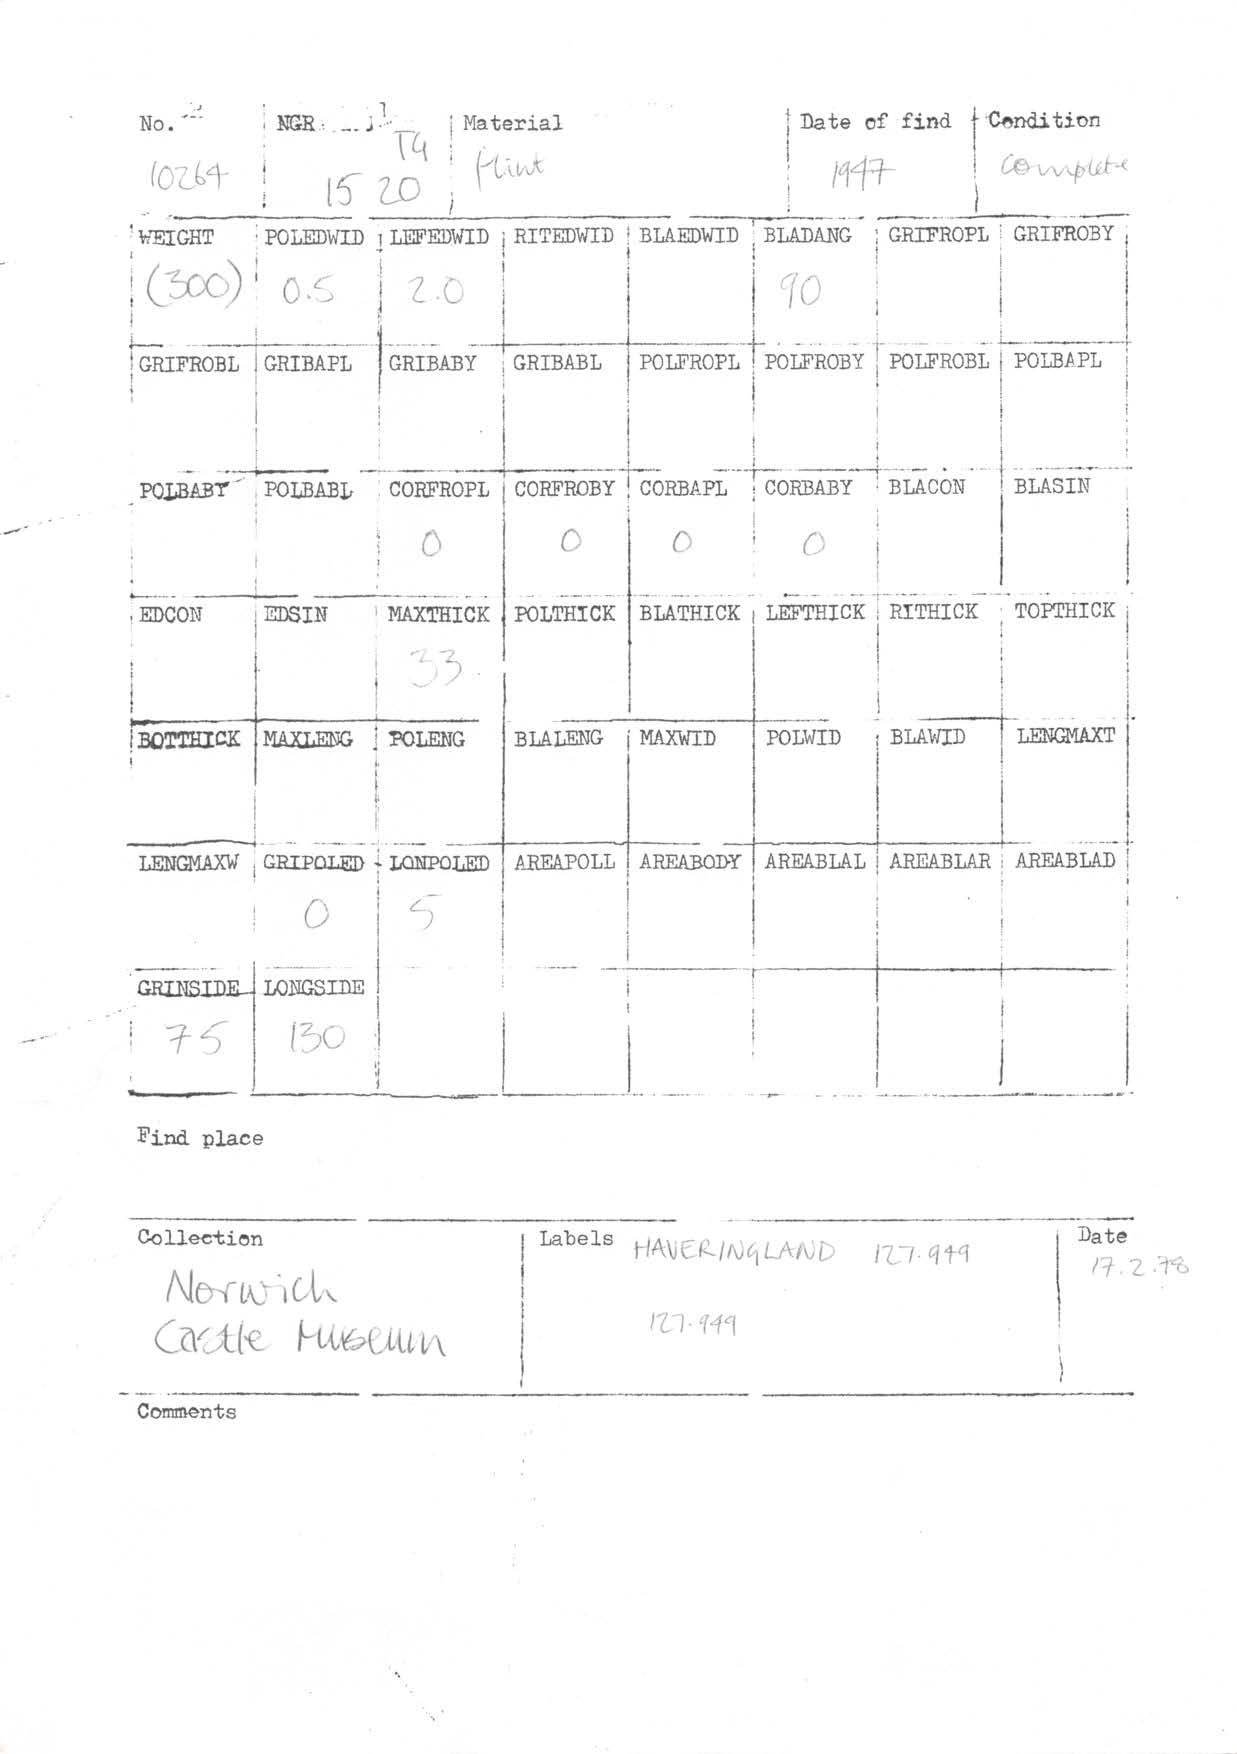 No. NGR Material Date of find Condition
10264 TG 15 20 flint 1947 complete
WEIGHT POLEDWID LEFEDWID RITEDWID BLAEDWID BLADANG GRIFROPL GRIFROBY
(300) 0.5 2.0 90
GRIFROBL GRIBAPL GRIBABY GRIBABL POLFROPL POLFROBY POLFROBL POLBAPL
POLBABY POLBABL CORFROPL CORFROBY CORBAPL CORBABY BLACON BLASIN
0 0 0 0
EDCON EDSIN MAXTHICK POLTHICK BLATHICK LEFTHICK RITHICK TOPTHICK
33
BOTTHICK MAXLENG POLENG BLALENG MAXWID POLWID BLAWID LENGMAXT
LENGMAXW GRIPOLED LONPOLED AREAPOLL AREABODY AREABLAL AREABLAR AREABLAD
0 5
GRINSIDE LONGSIDE
75 130
Find place
Collection Labels HAVERINGLAND 127.949 Date
17.2.78
Norwich
Castle Museum 127.949
Comments